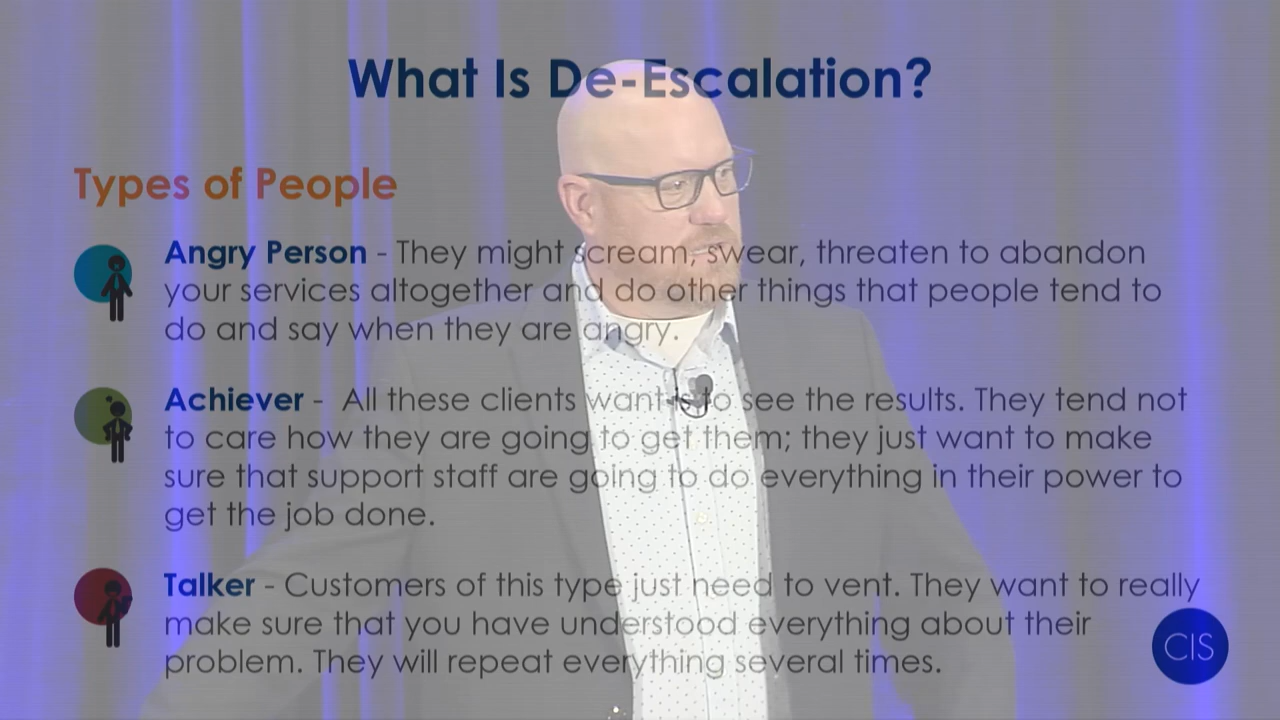 What Is De-Escalation?
Types of People
Angry Person - They might scream, swear, threaten to abandon
your services altogether and do other things that people tend to
do and say when they are angry.
Achiever - All these clients want is to see the results. They tend not
to care how they are going to get them; they just want to make
sure that support staff are going to do everything in their power to
get the job done.
Talker - Customers of this type just need to vent. They want to really
make sure that you have understood everything about their
problem. They will repeat everything several times.
CIS